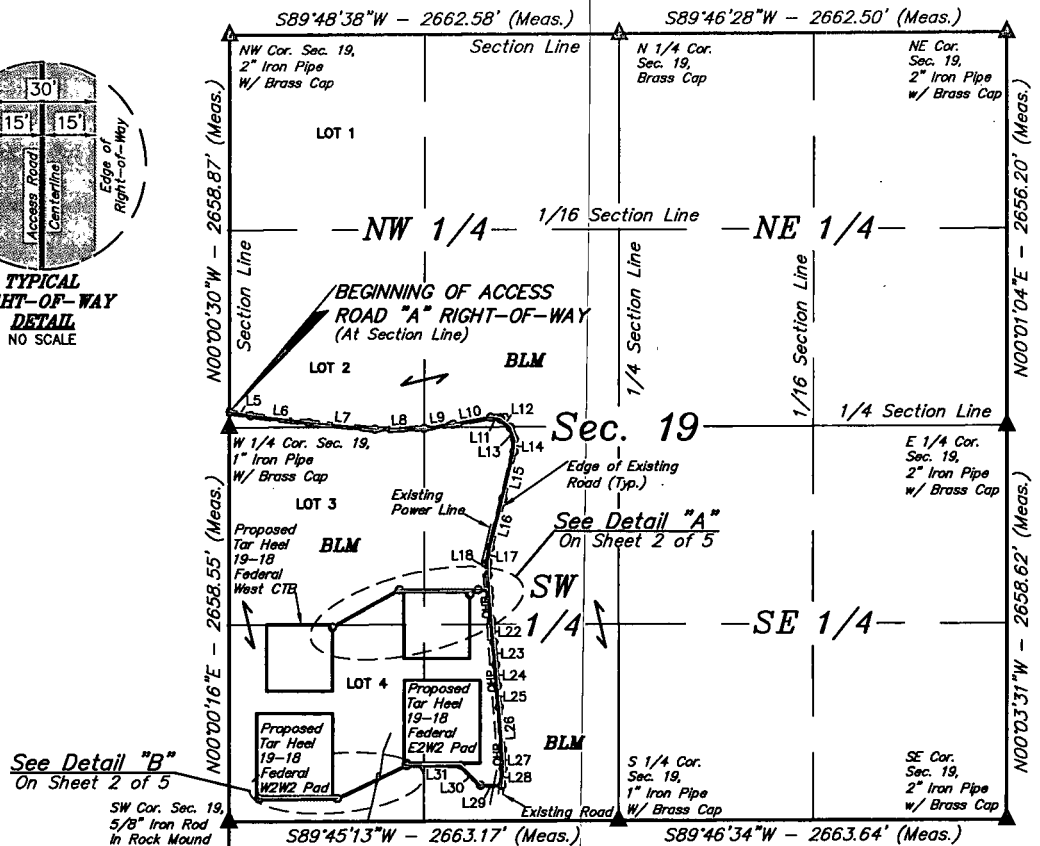 S89°48'38"W - 2662.58' (Meas.)
S89°46'28"W - 2662.50' (Meas.)
NW Cor. Sec. 19,
2" Iron Pipe
W/ Brass Cap
Section Line
N 1/4 Cor.
Sec. 19,
Brass Cap
NE Cor.
Sec. 19,
2" Iron Pipe
w/ Brass Cap
30'
15'
15'
Access Road
Centerline
Edge of
Right-of-Way
TYPICAL
HT-OF-WAY
DETAIL
NO SCALE
LOT 1
N00°00'30"W - 2658.87' (Meas.)
Section Line
NW 1/4
1/16 Section Line
NE 1/4
N00°01'04"E - 2656.20' (Meas.)
BEGINNING OF ACCESS
ROAD "A" RIGHT-OF-WAY
(At Section Line)
LOT 2
BLM
1/4 Section Line
1/16 Section Line
L5
L6
L7
L8
L9
L10
L11
L12
L13
L14
L15
L16
L17
L18
Sec. 19
1/4 Section Line
W 1/4 Cor. Sec. 19,
1" Iron Pipe
W/ Brass Cap
E 1/4 Cor.
Sec. 19,
2" Iron Pipe
w/ Brass Cap
LOT 3
Existing
Power Line
Edge of Existing
Road (Typ.)
See Detail "A"
On Sheet 2 of 5
Proposed
Tar Heel
19-18
Federal
West CTB
BLM
SW
1/4
SE 1/4
N00°00'16"E - 2658.55' (Meas.)
N00°03'31"W - 2658.62' (Meas.)
OHP
L22
L23
L24
L25
L26
L27
L28
OHP
OHP
LOT 4
Proposed
Tar Heel
19-18
Federal
E2W2 Pad
Proposed
Tar Heel
19-18
Federal
W2W2 Pad
BLM
See Detail "B"
On Sheet 2 of 5
L31
L30
L29
Existing Road
SW Cor. Sec. 19,
5/8" Iron Rod
In Rock Mound
S 1/4 Cor.
Sec. 19,
1" Iron Pipe
W/ Brass Cap
SE Cor.
Sec. 19,
2" Iron Pipe
w/ Brass Cap
S89°45'13"W - 2663.17' (Meas.)
S89°46'34"W - 2663.64' (Meas.)